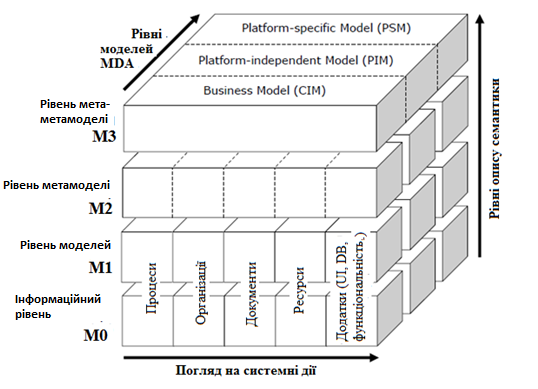 Рівні
моделей
MDA
Platform-specific Model (PSM)
Platform-independent Model (PIM)
Business Model (CIM)
Рівень мета-
метамоделі
M3
Рівень метамоделі
M2
Рівень моделей
M1
Інформаційний
рівень
M0
Процеси
Організації
Документи
Ресурси
Додатки (UI, DB,
функціональність,)
Рівні опису семантики
Погляд на системні дії